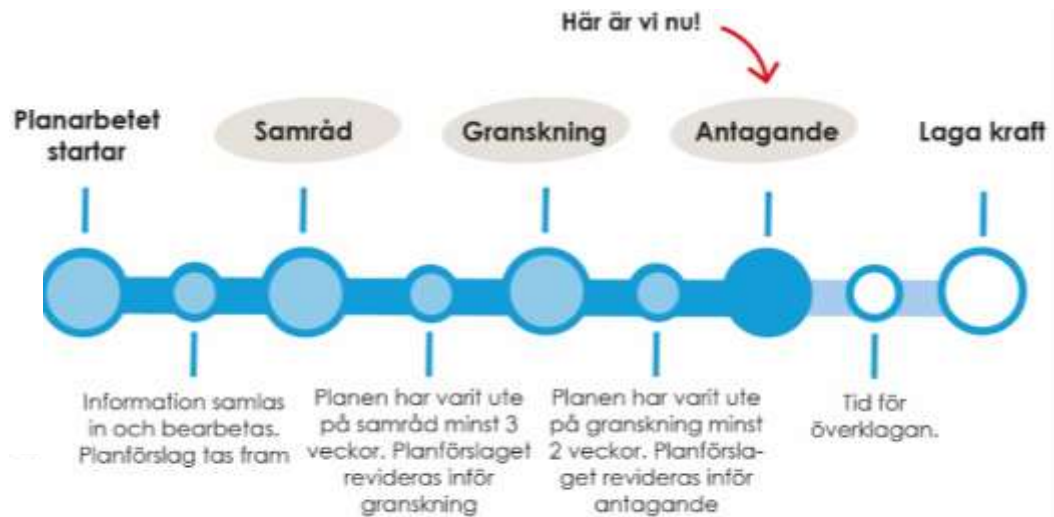 Här är vi nu!
Planarbetet
startar
Samråd
Granskning
Antagande
Laga kraft
Information samlas
in och bearbetas.
Planförslag tas fram
Planen har varit ute
på samråd minst 3
veckor. Planförslaget
revideras inför
granskning
Planen har varit ute
på granskning minst
2 veckor. Planförsla-
get revideras inför
antagande
Tid för
överklagan.